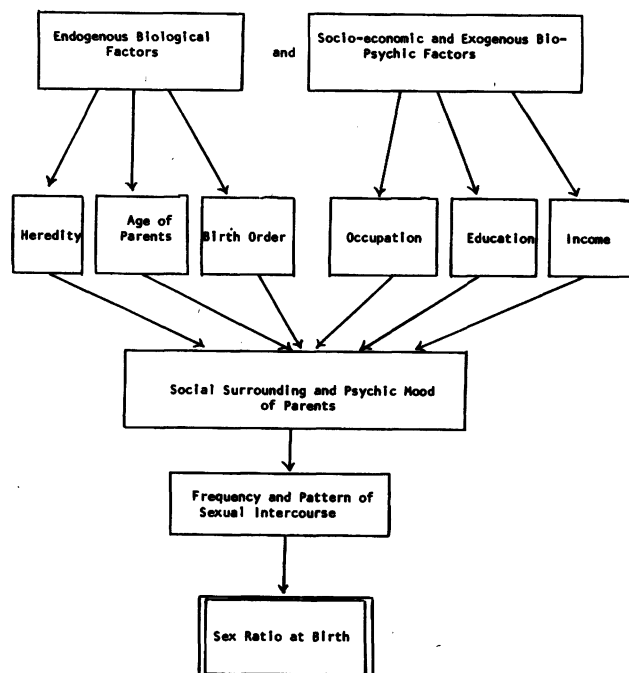 Endogenous Biological
Factors
and
Socio-economic and Exogenous Bio-
Psychic Factors
Heredity
Age of
Parents
Birth Order
Occupation
Education
Income
Social Surrounding and Psychic Mood
of Parents
Frequency and Pattern of
Sexual Intercourse
Sex Ratio at Birth